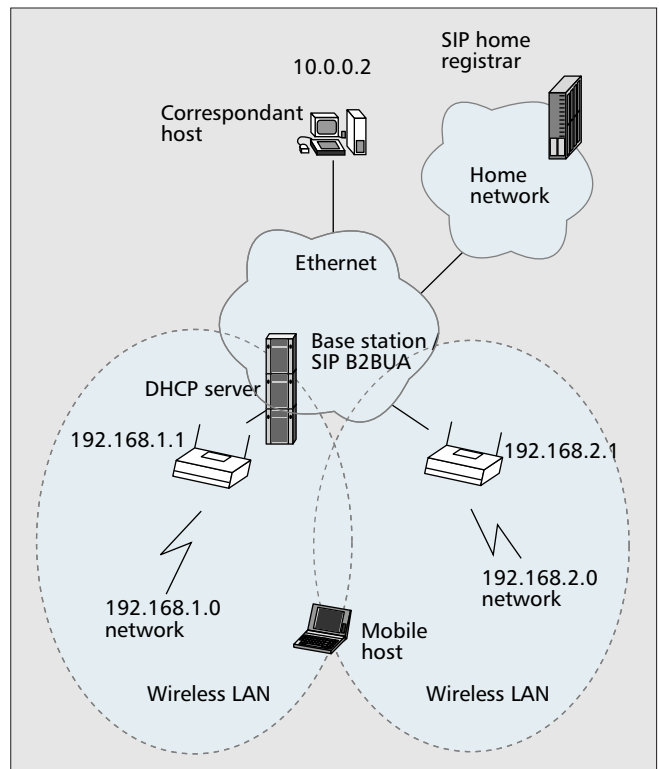 SIP home
registrar
10.0.0.2
Correspondant
host
Home
network
Ethernet
Base station
SIP B2BUA
DHCP server
192.168.1.1
192.168.2.1
192.168.2.0
network
192.168.1.0
network
Mobile
host
Wireless LAN
Wireless LAN